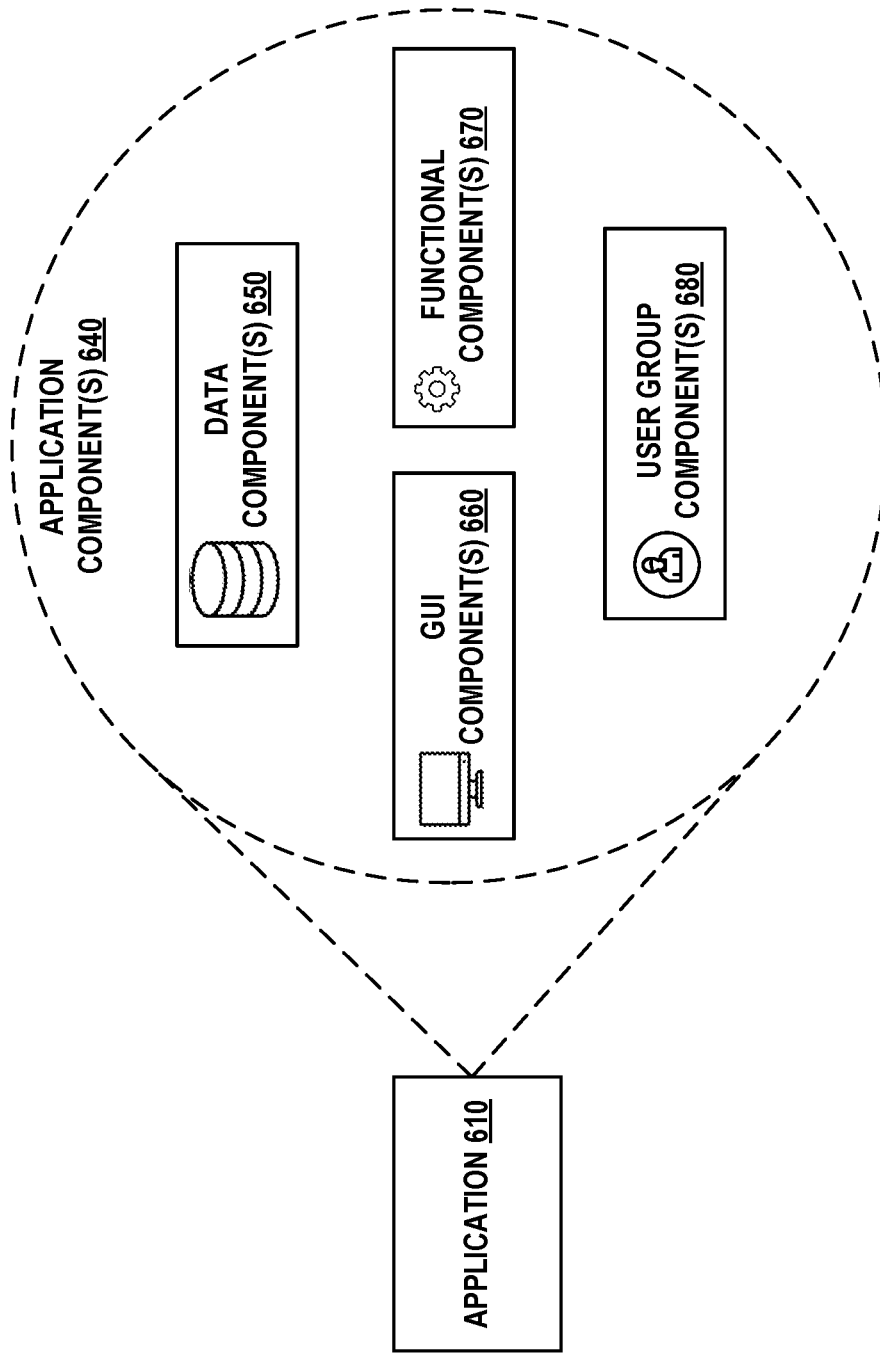 APPLICATION 610
APPLICATION
COMPONENT(S) 640
DATA
COMPONENT(S) 650
GUI
COMPONENT(S) 660
FUNCTIONAL
COMPONENT(S) 670
USER GROUP
COMPONENT(S) 680